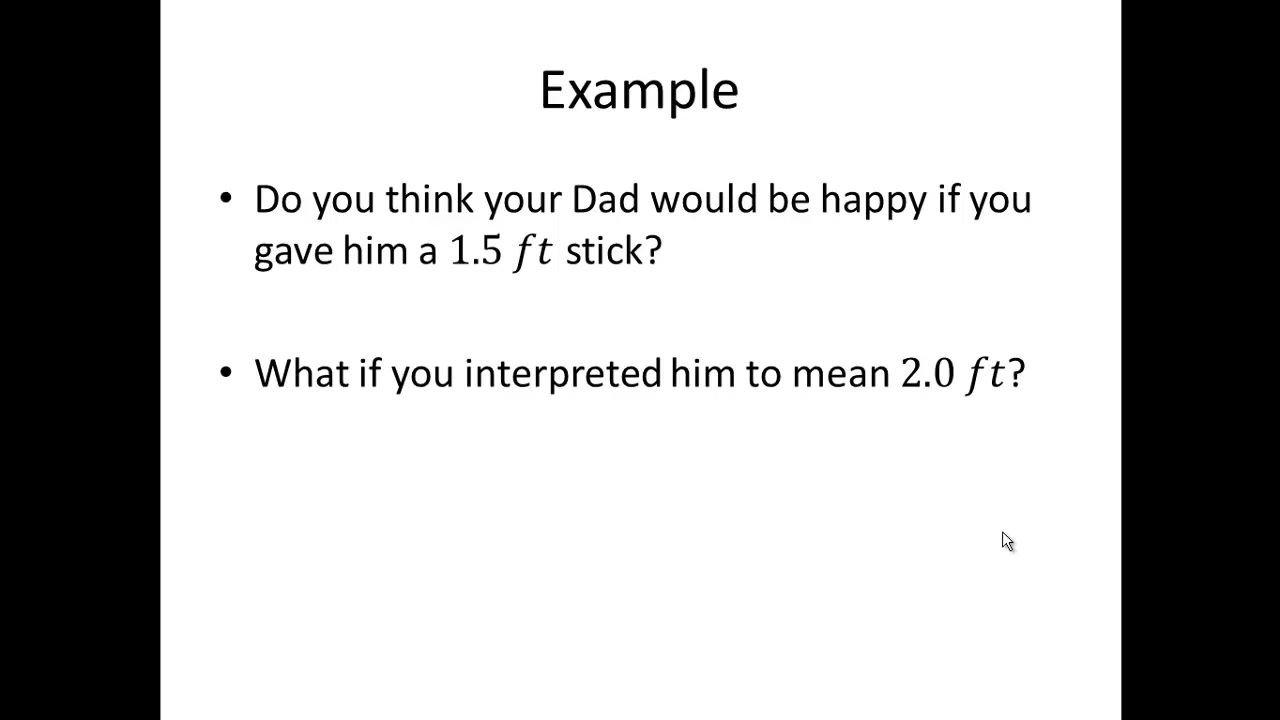 Example
• Do you think your Dad would be happy if you
gave him a 1.5 ft stick?
• What if you interpreted him to mean 2.0 ft?